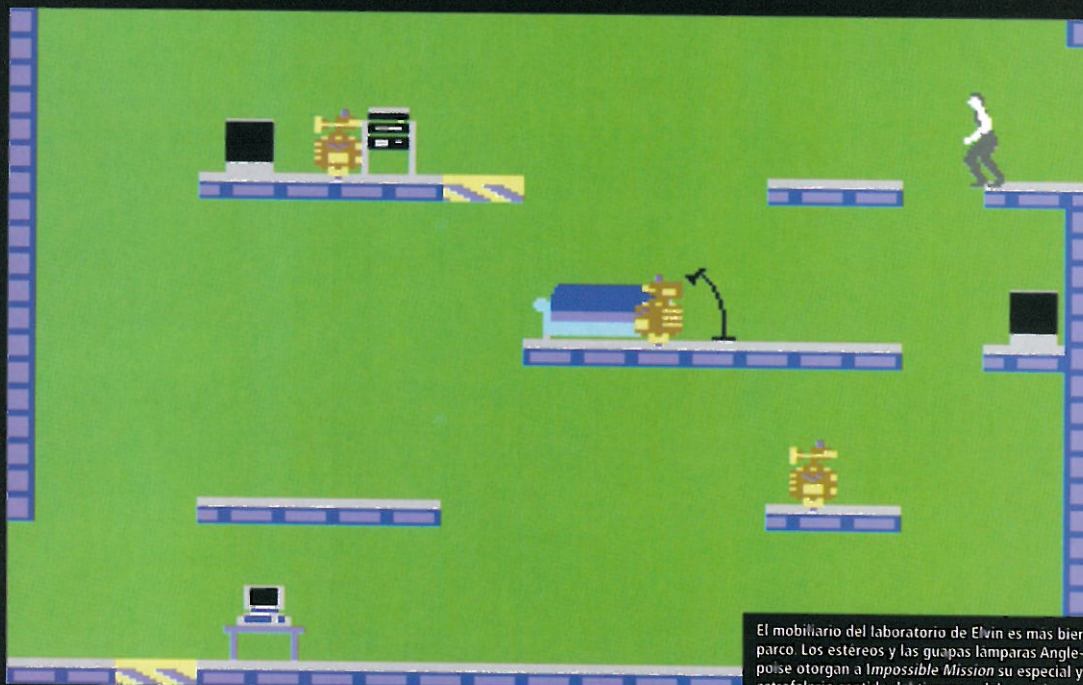 El mobiliario del laboratorio de Elvin es más bien
parco. Los estéreos y las guapas lámparas Angle-
poise otorgan a Impossible Mission su especial y